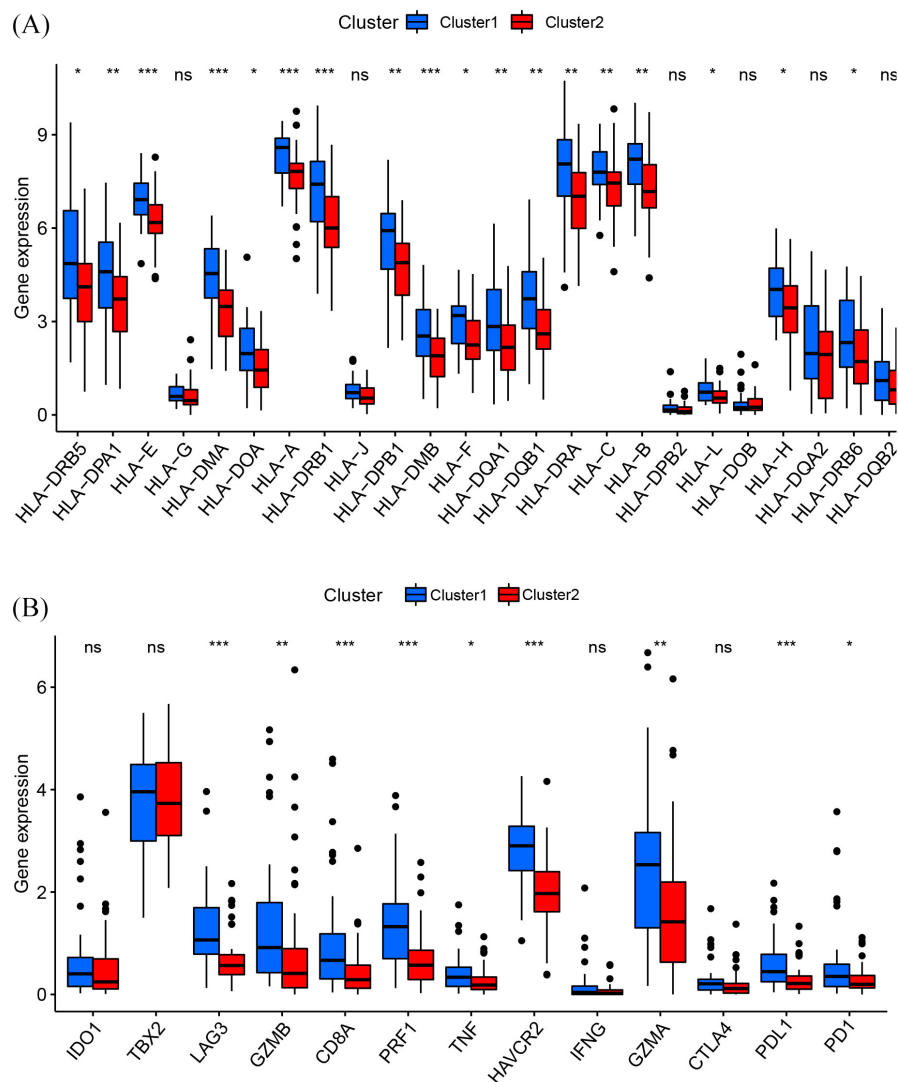 (A)
Cluster Cluster1 Cluster2
* ** *** ns *** * *** *** ns ** *** * ** ** ** ** ** ns * ns * ns * ns
Gene expression
9
6
3
0
HLA−DRB5 HLA−DPA1 HLA−E HLA−G HLA−DMA HLA−DOA HLA−A HLA−DRB1 HLA−J HLA−DPB1 HLA−DMB HLA−F HLA−DQA1 HLA−DQB1 HLA−DRA HLA−C HLA−B HLA−DPB2 HLA−L HLA−DOB HLA−H HLA−DQA2 HLA−DRB6 HLA−DQB2
(B)
Cluster Cluster1 Cluster2
ns ns *** ** *** *** * *** ns ** ns *** *
Gene expression
6
4
2
0
IDO1 TBX2 LAG3 GZMB CD8A PRF1 TNF HAVCR2 IFNG GZMA CTLA4 PDL1 PD1